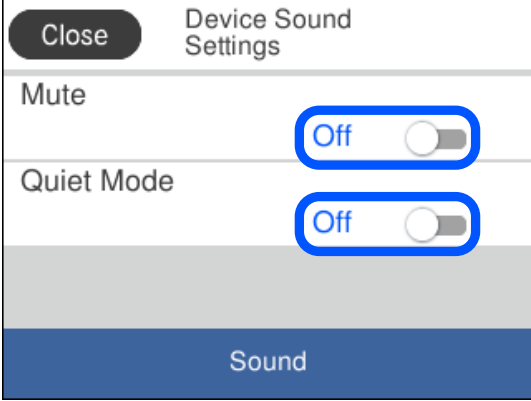 Close
Device Sound
Settings
Mute
Off
Quiet Mode
Off
Sound